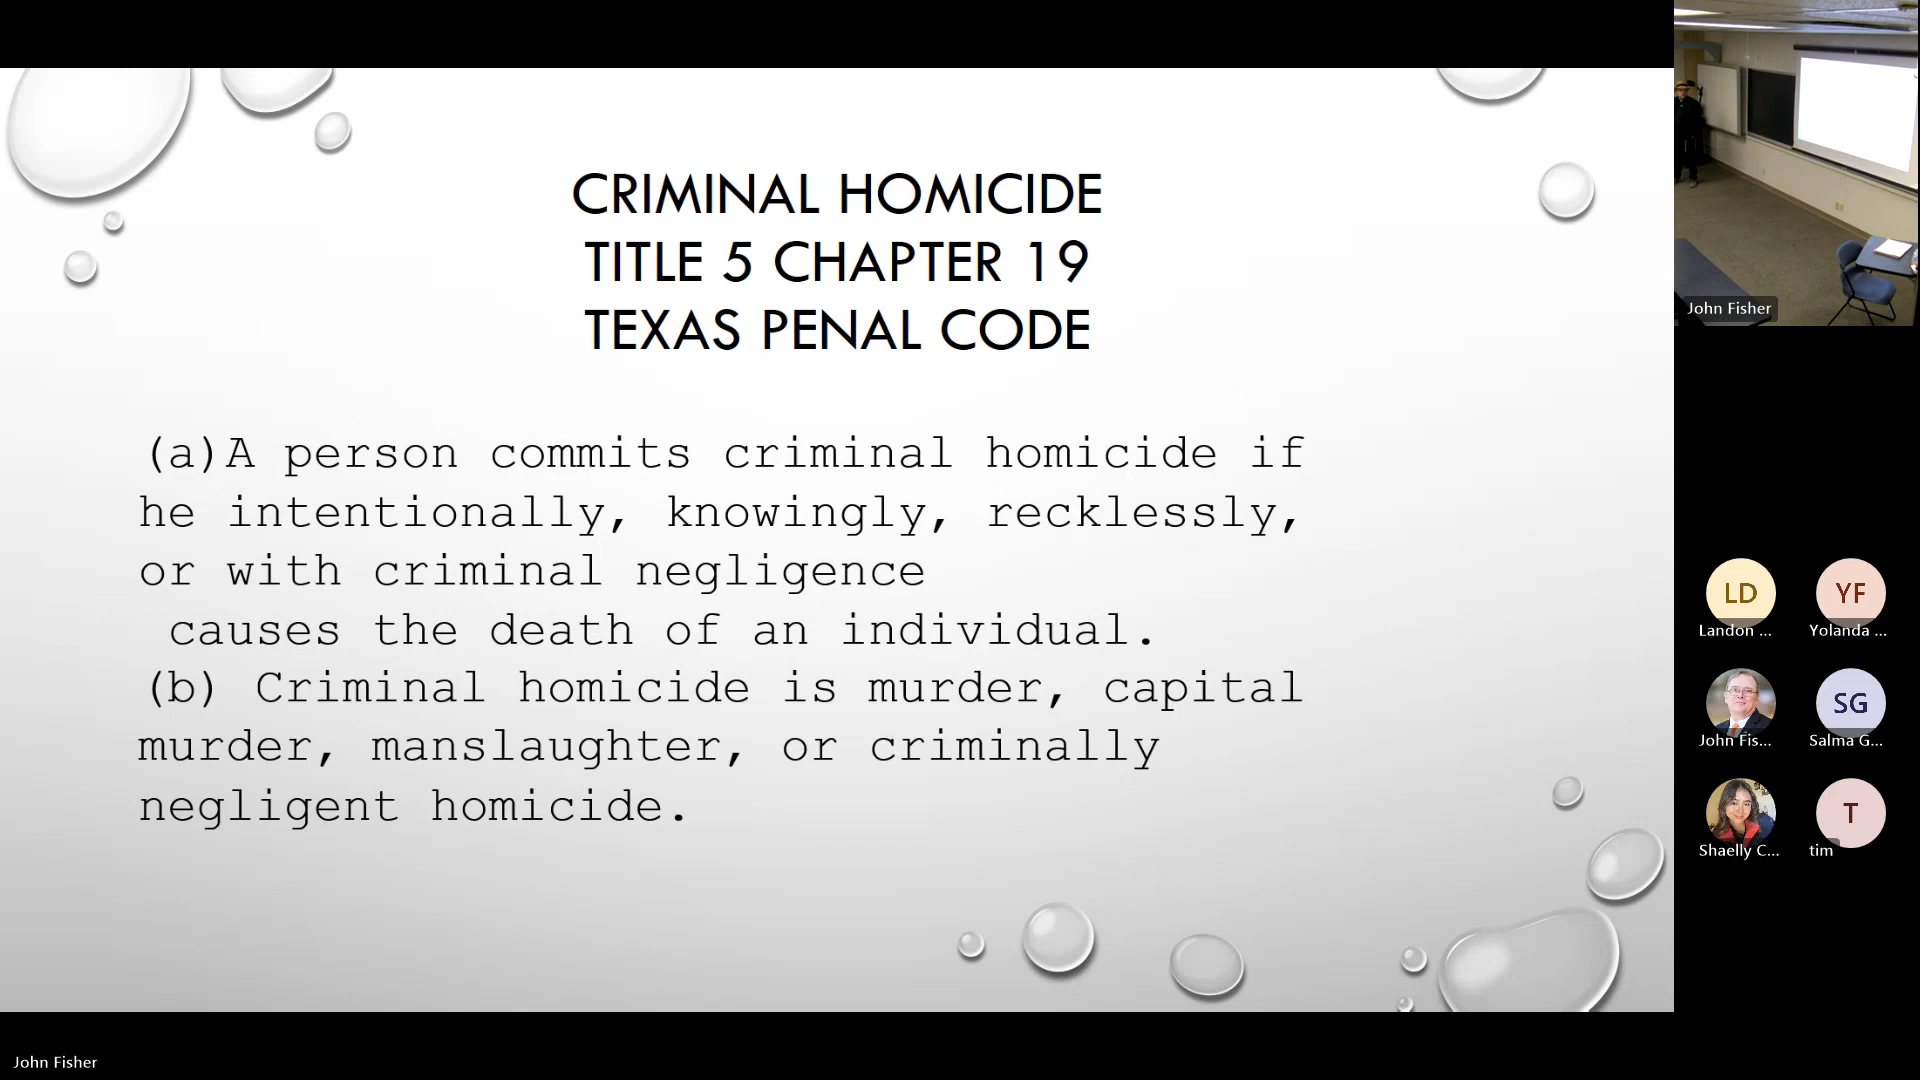 CRIMINAL HOMICIDE
TITLE 5 CHAPTER 19
TEXAS PENAL CODE
(a)A person commits criminal homicide if
he intentionally, knowingly, recklessly,
or with criminal negligence
causes the death of an individual.
(b) Criminal homicide is murder, capital
murder, manslaughter, or criminally
negligent homicide.
John Fisher
LD
Landon ...
YF
Yolanda ...
John Fis...
SG
Salma G...
Shaelly C...
T
tim
John Fisher